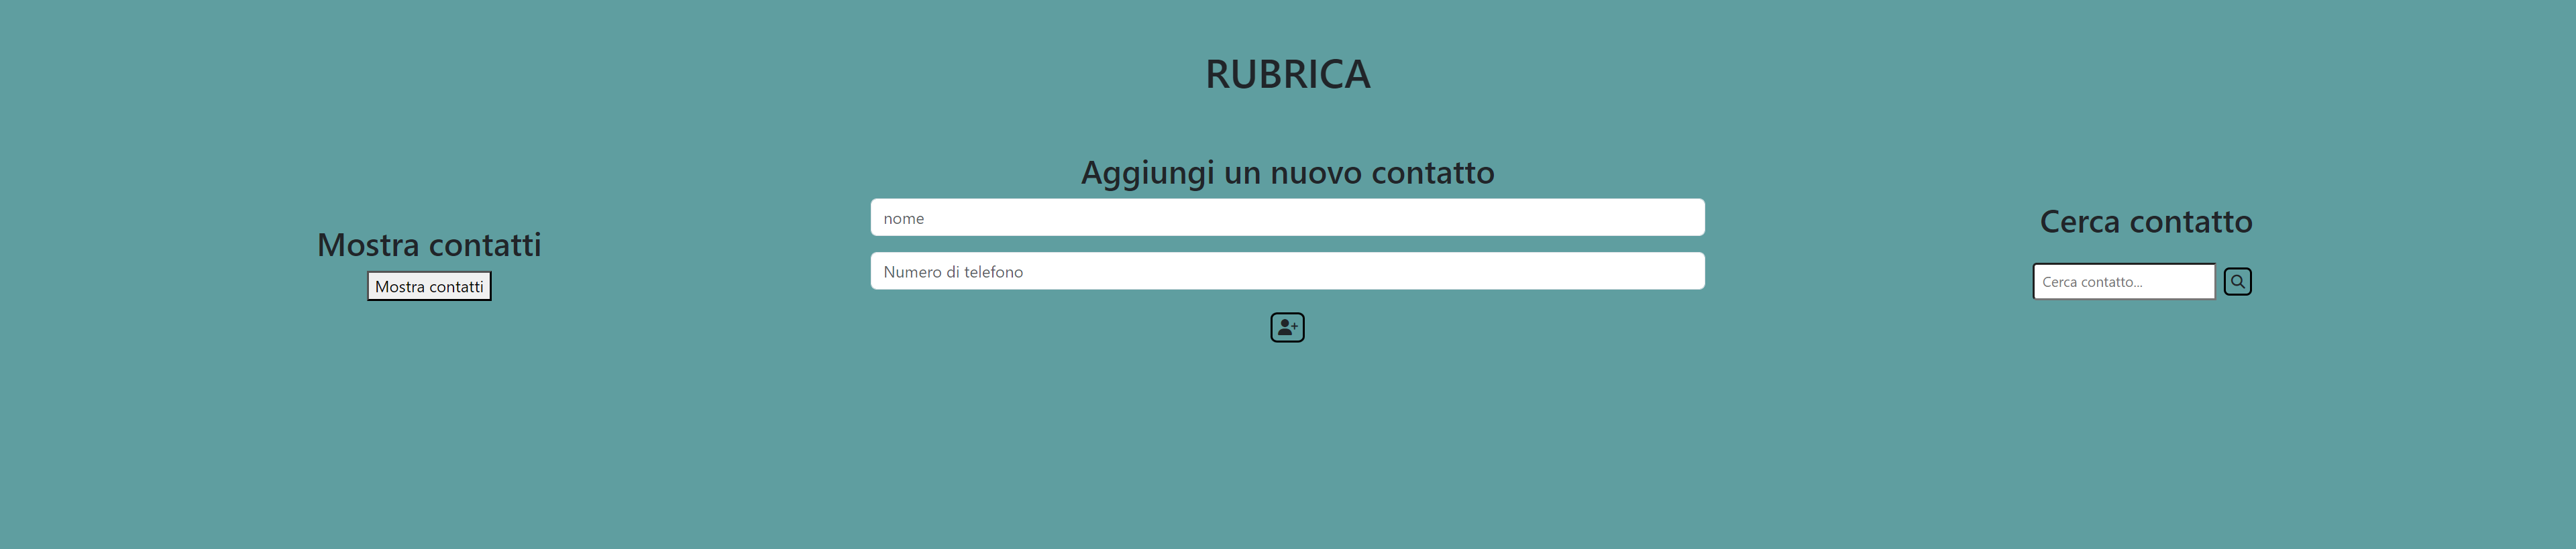 RUBRICA
Mostra contatti
Mostra contatti
Aggiungi un nuovo contatto
nome
Numero di telefono
Cerca contatto
Cerca contatto...